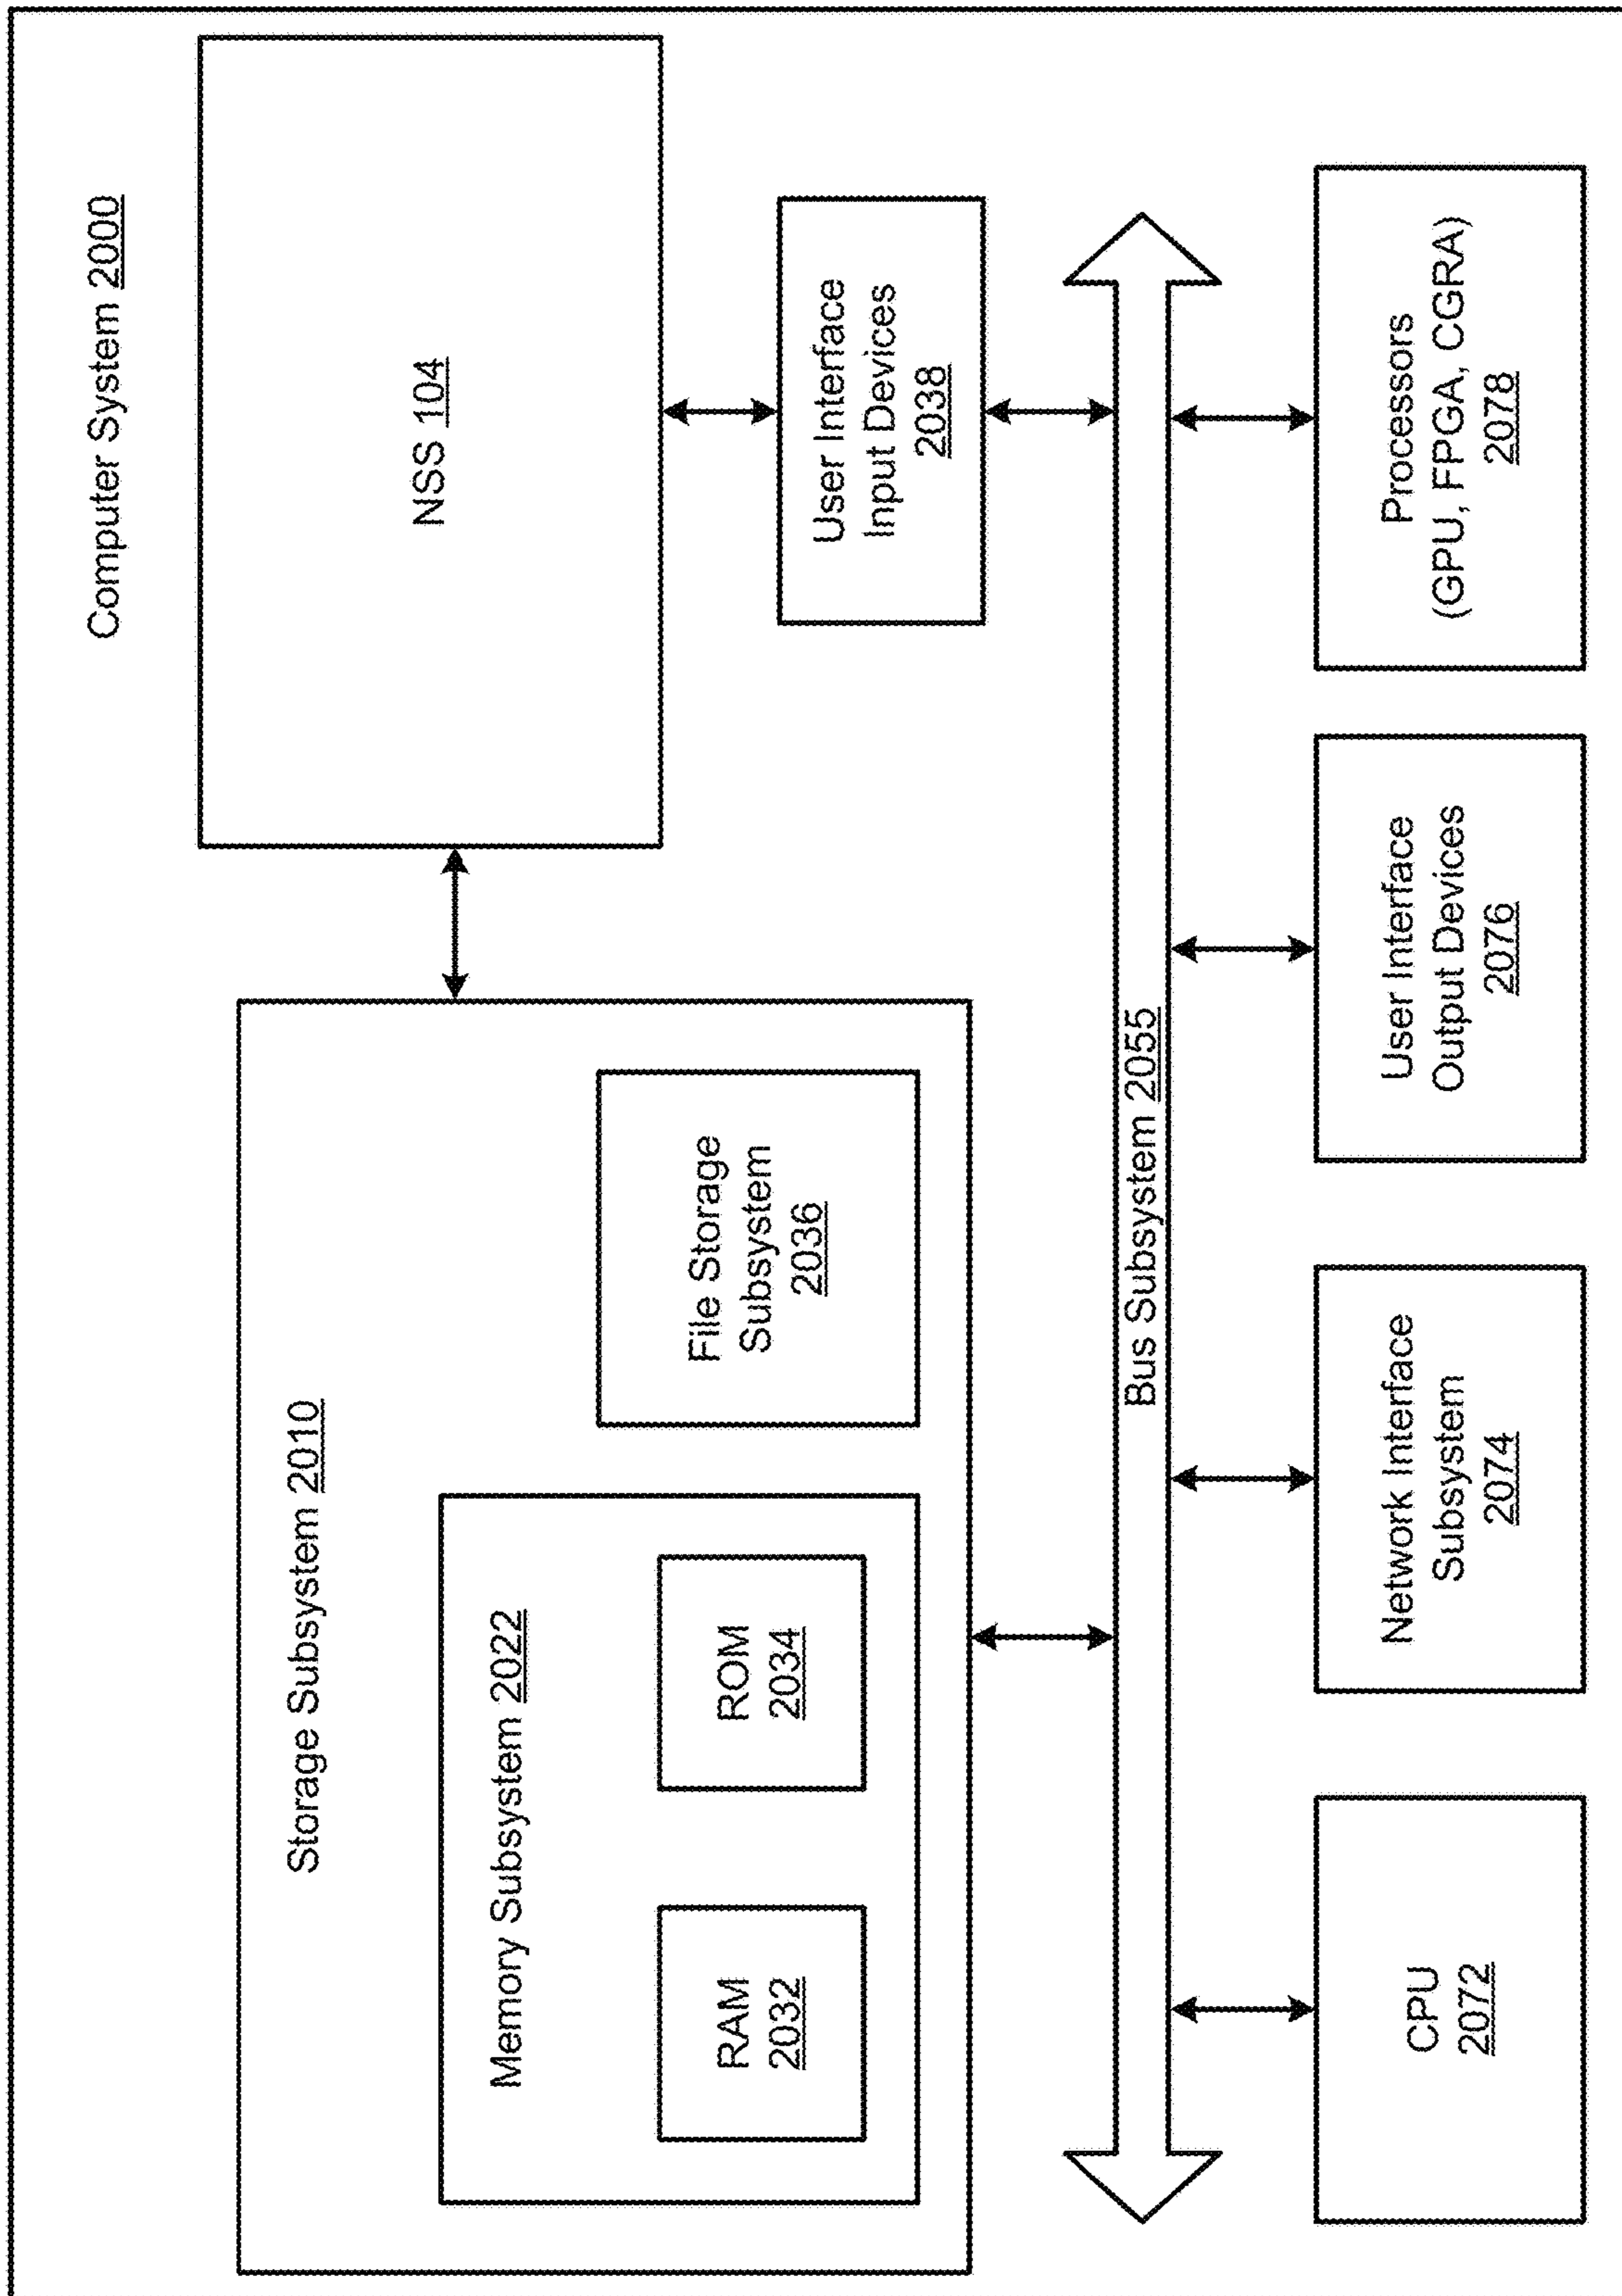 Computer System 2000
Storage Subsystem 2010
Memory Subsystem 2022
RAM
2032
ROM
2034
File Storage
Subsystem
2036
NSS 104
User Interface
Input Devices
2038
Bus Subsystem 2055
CPU
2072
Network Interface
Subsystem
2074
User Interface
Output Devices
2076
Processors
(GPU, FPGA, CGRA)
2078